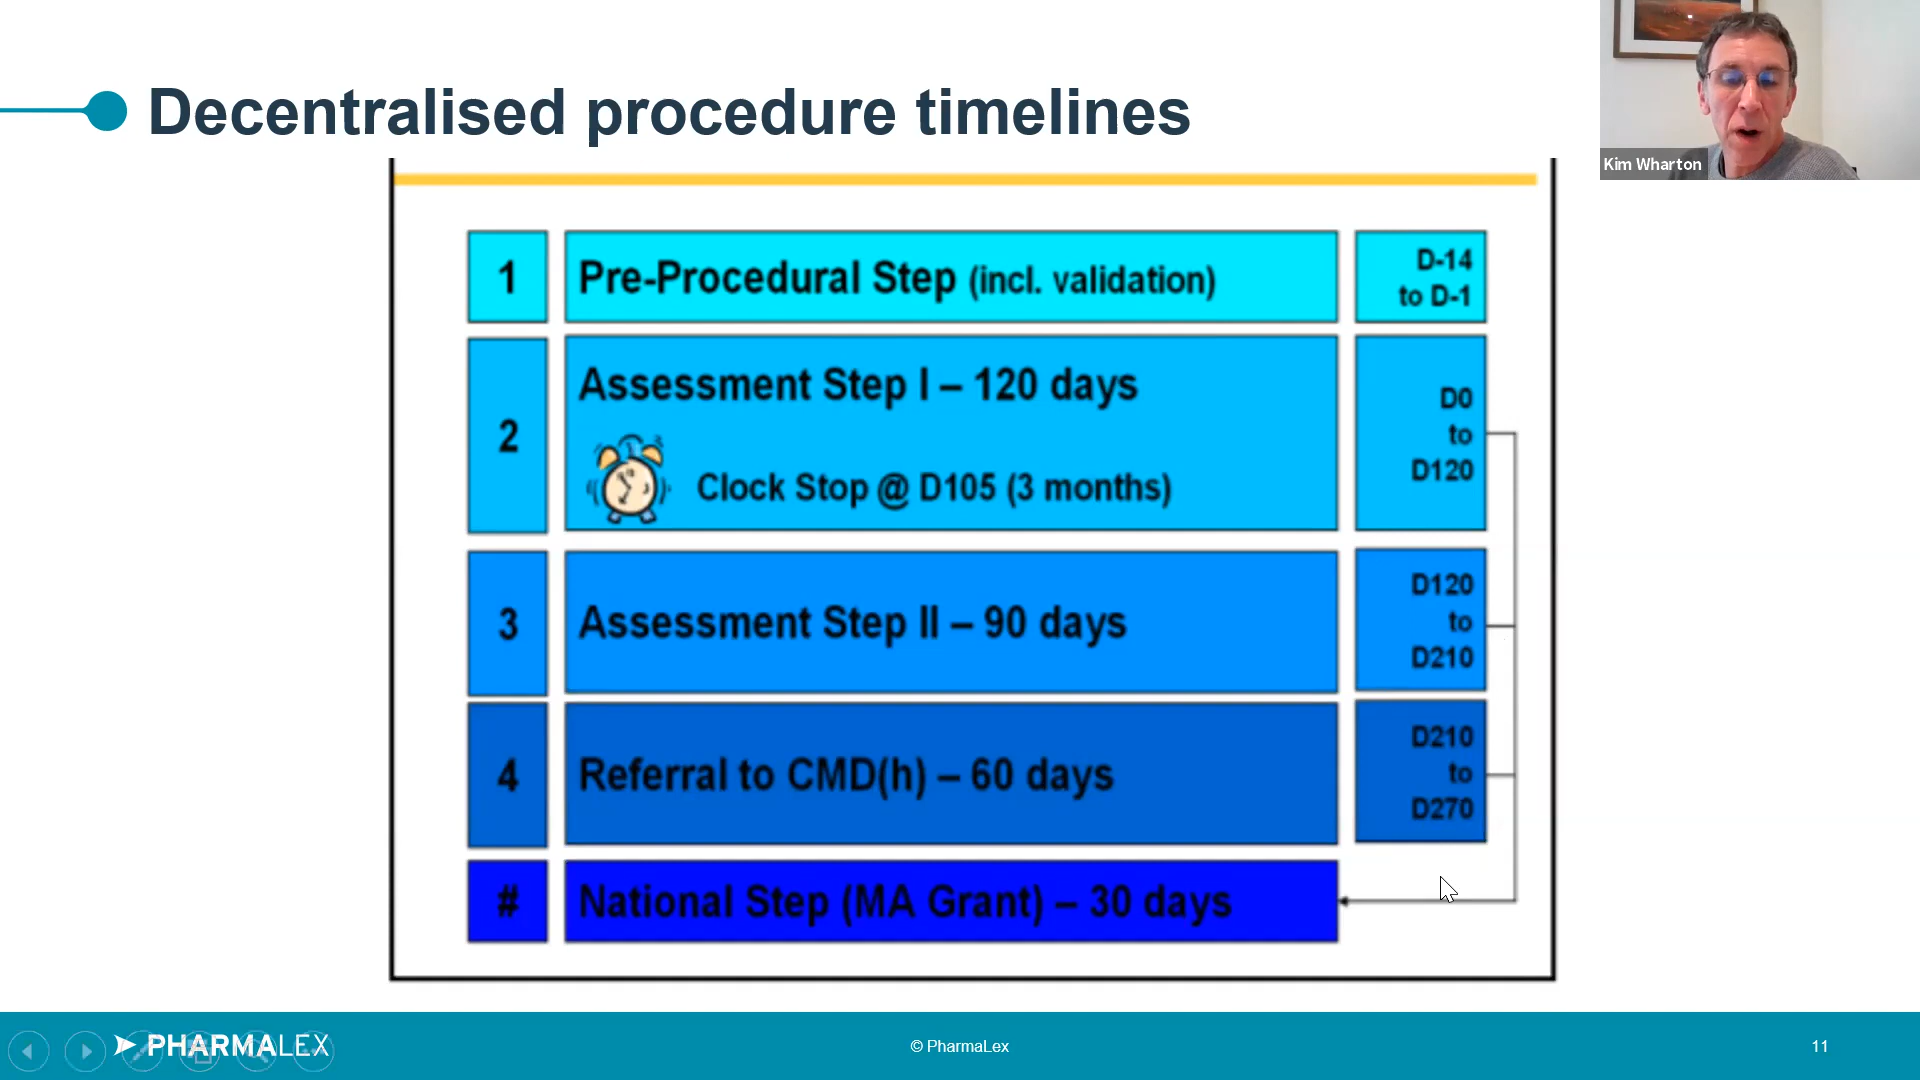 Decentralised procedure timelines
Kim Wharton
1
Pre-Procedural Step (incl. validation)
D-14
to D-1
2
Assessment Step I – 120 days
Clock Stop @ D105 (3 months)
D0
to
D120
3
Assessment Step II – 90 days
D120
to
D210
4
Referral to CMD(h) – 60 days
D210
to
D270
#
National Step (MA Grant) – 30 days
PHARMALEX
© PharmaLex
11